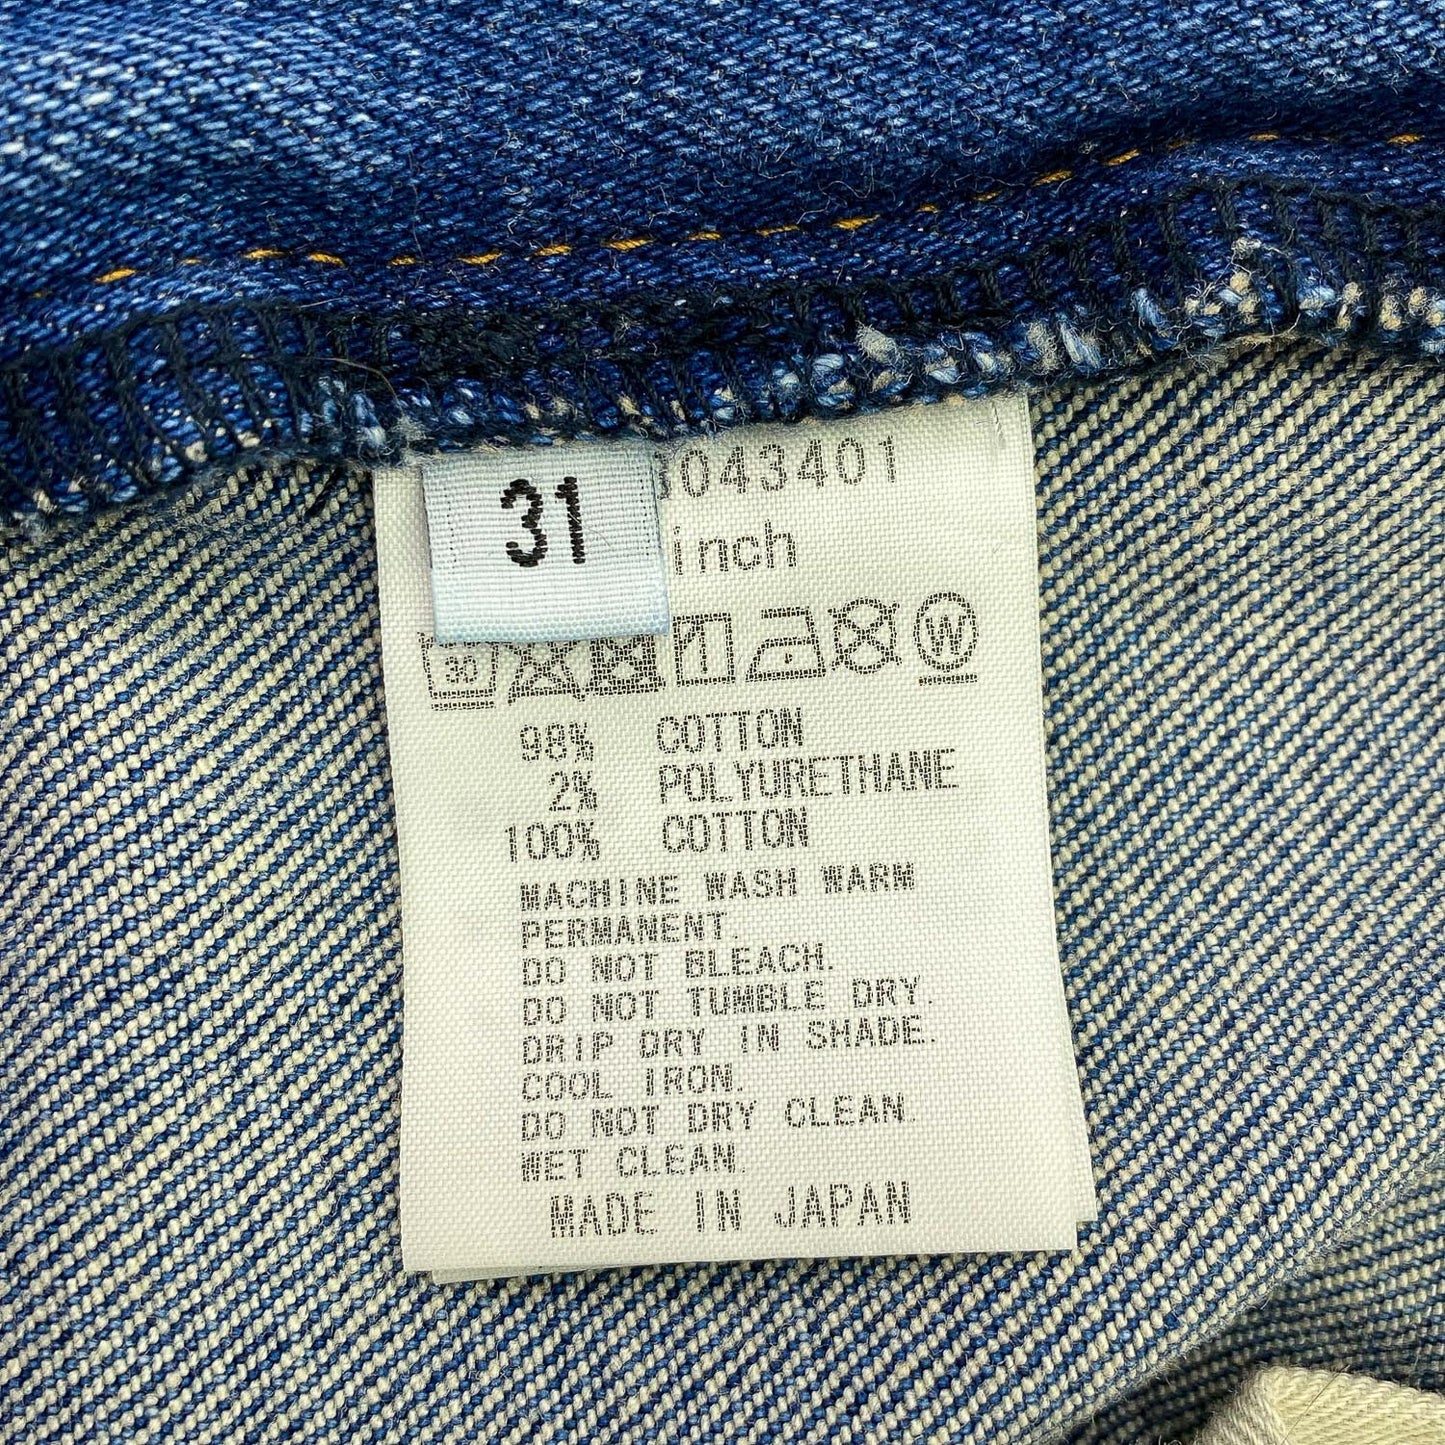 043401
31
inch
30
W
98% COTTON
2% POLYURETHANE
100% COTTON
MACHINE WASH WARM
PERMANENT.
DO NOT BLEACH.
DO NOT TUMBLE DRY.
DRIP DRY IN SHADE.
COOL IRON.
DO NOT DRY CLEAN.
WET CLEAN.
MADE IN JAPAN